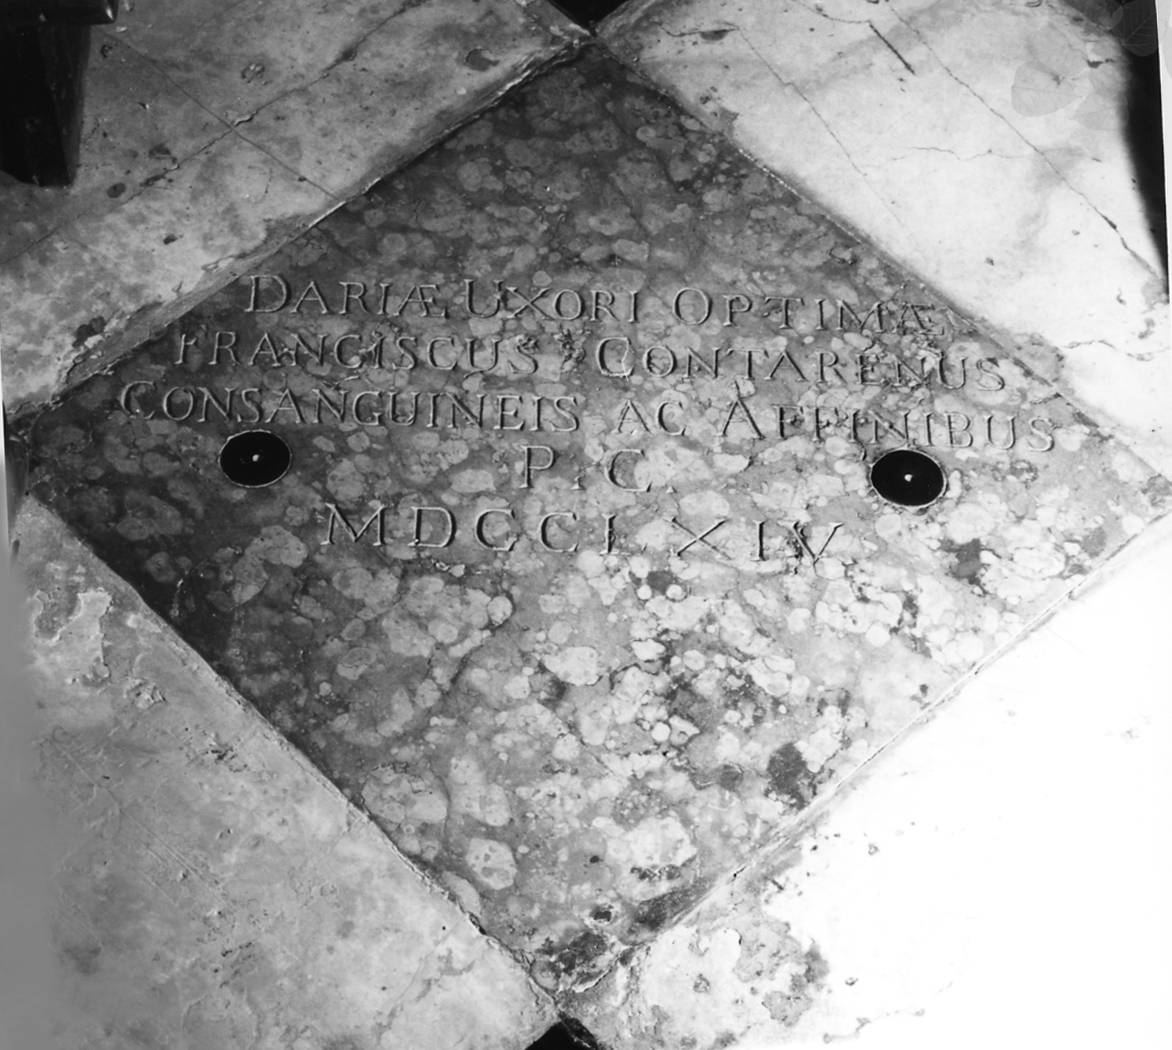 DARIÆ UXORI OPTIMÆ
FRANCISCUS CONTARENUS
CONSANGUINEIS AC AFFINIBUS
P. C.
MDCCLXIV